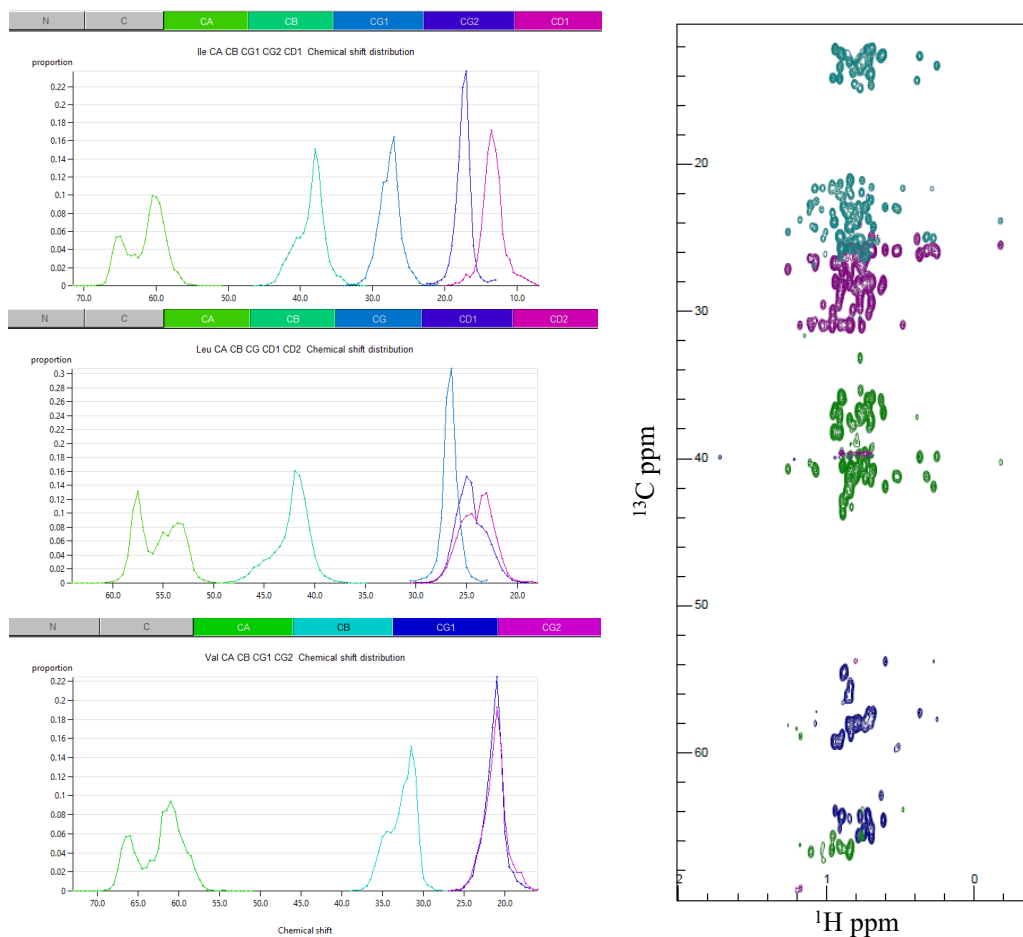 N C CA CB CG1 CG2 CD1
Ile CA CB CG1 CG2 CD1 Chemical shift distribution
proportion
0.22
0.2
0.18
0.16
0.14
0.12
0.1
0.08
0.06
0.04
0.02
0
70.0 60.0 50.0 40.0 30.0 20.0 10.0
N C CA CB CG CD1 CD2
Leu CA CB CG CD1 CD2 Chemical shift distribution
proportion
0.3
0.28
0.26
0.24
0.22
0.2
0.18
0.16
0.14
0.12
0.1
0.08
0.06
0.04
0.02
0
60.0 55.0 50.0 45.0 40.0 35.0 30.0 25.0 20.0
N C CA CB CG1 CG2
Val CA CB CG1 CG2 Chemical shift distribution
proportion
0.22
0.2
0.18
0.16
0.14
0.12
0.1
0.08
0.06
0.04
0.02
0
70.0 65.0 60.0 55.0 50.0 45.0 40.0 35.0 30.0 25.0 20.0
Chemical shift
20
30
40
50
60
¹³C ppm
2 1 0
¹H ppm